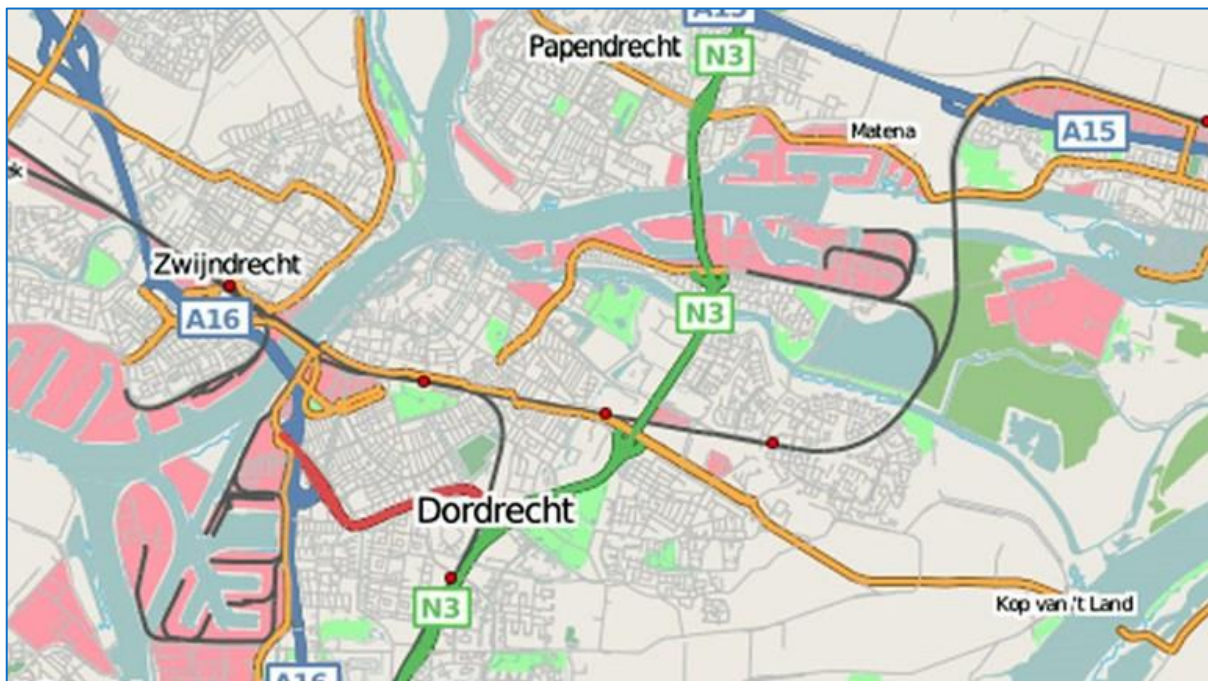 A15
Papendrecht
N3
Matena
A15
k
Zwijndrecht
A16
N3
Dordrecht
N3
Kop van 't Land
A16